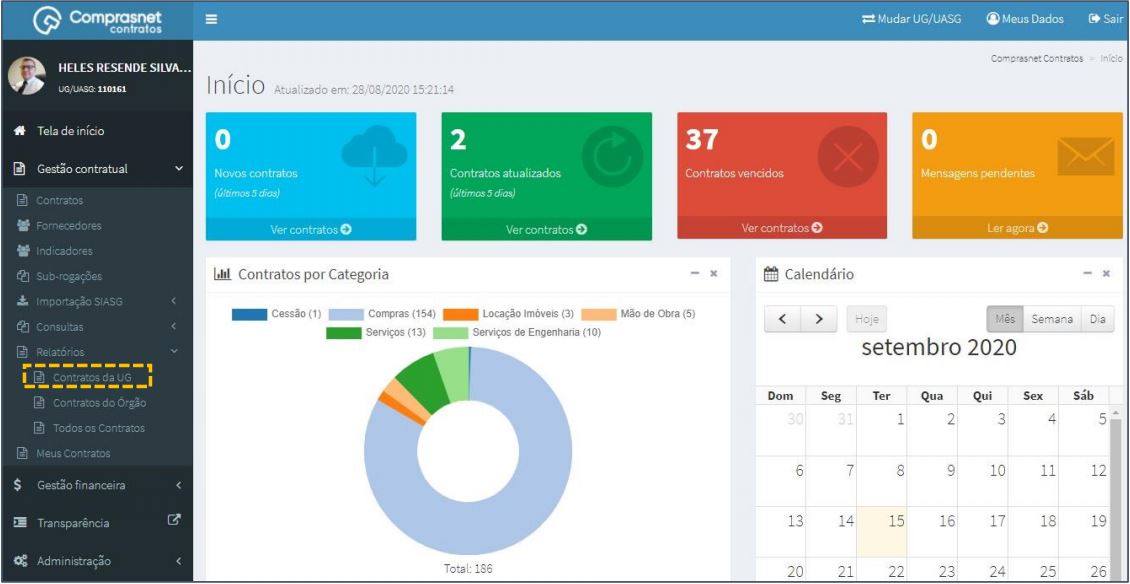 Comprasnet
contratos
Mudar UG/UASG
Meus Dados
Sair
HELES RESENDE SILVA...
UG/UASG: 110161
Tela de início
Gestão contratual
Contratos
Fornecedores
Indicadores
Sub-rogações
Importação SIASG
Consultas
Relatórios
Contratos da UG
Contratos do Órgão
Todos os Contratos
Meus Contratos
Gestão financeira
Transparência
Administração
Comprasnet Contratos > Início
Início Atualizado em: 28/08/2020 15:21:14
0
Novos contratos
(últimos 5 dias)
Ver contratos
2
Contratos atualizados
(últimos 5 dias)
Ver contratos
37
Contratos vencidos
Ver contratos
0
Mensagens pendentes
Ler agora
Contratos por Categoria
Cessão (1) Compras (154) Locação Imóveis (3) Mão de Obra (5)
Serviços (13) Serviços de Engenharia (10)
Total: 186
Calendário
Hoje Mês Semana Dia
setembro 2020
Dom Seg Ter Qua Qui Sex Sáb
30 31 1 2 3 4 5
6 7 8 9 10 11 12
13 14 15 16 17 18 19
20 21 22 23 24 25 26